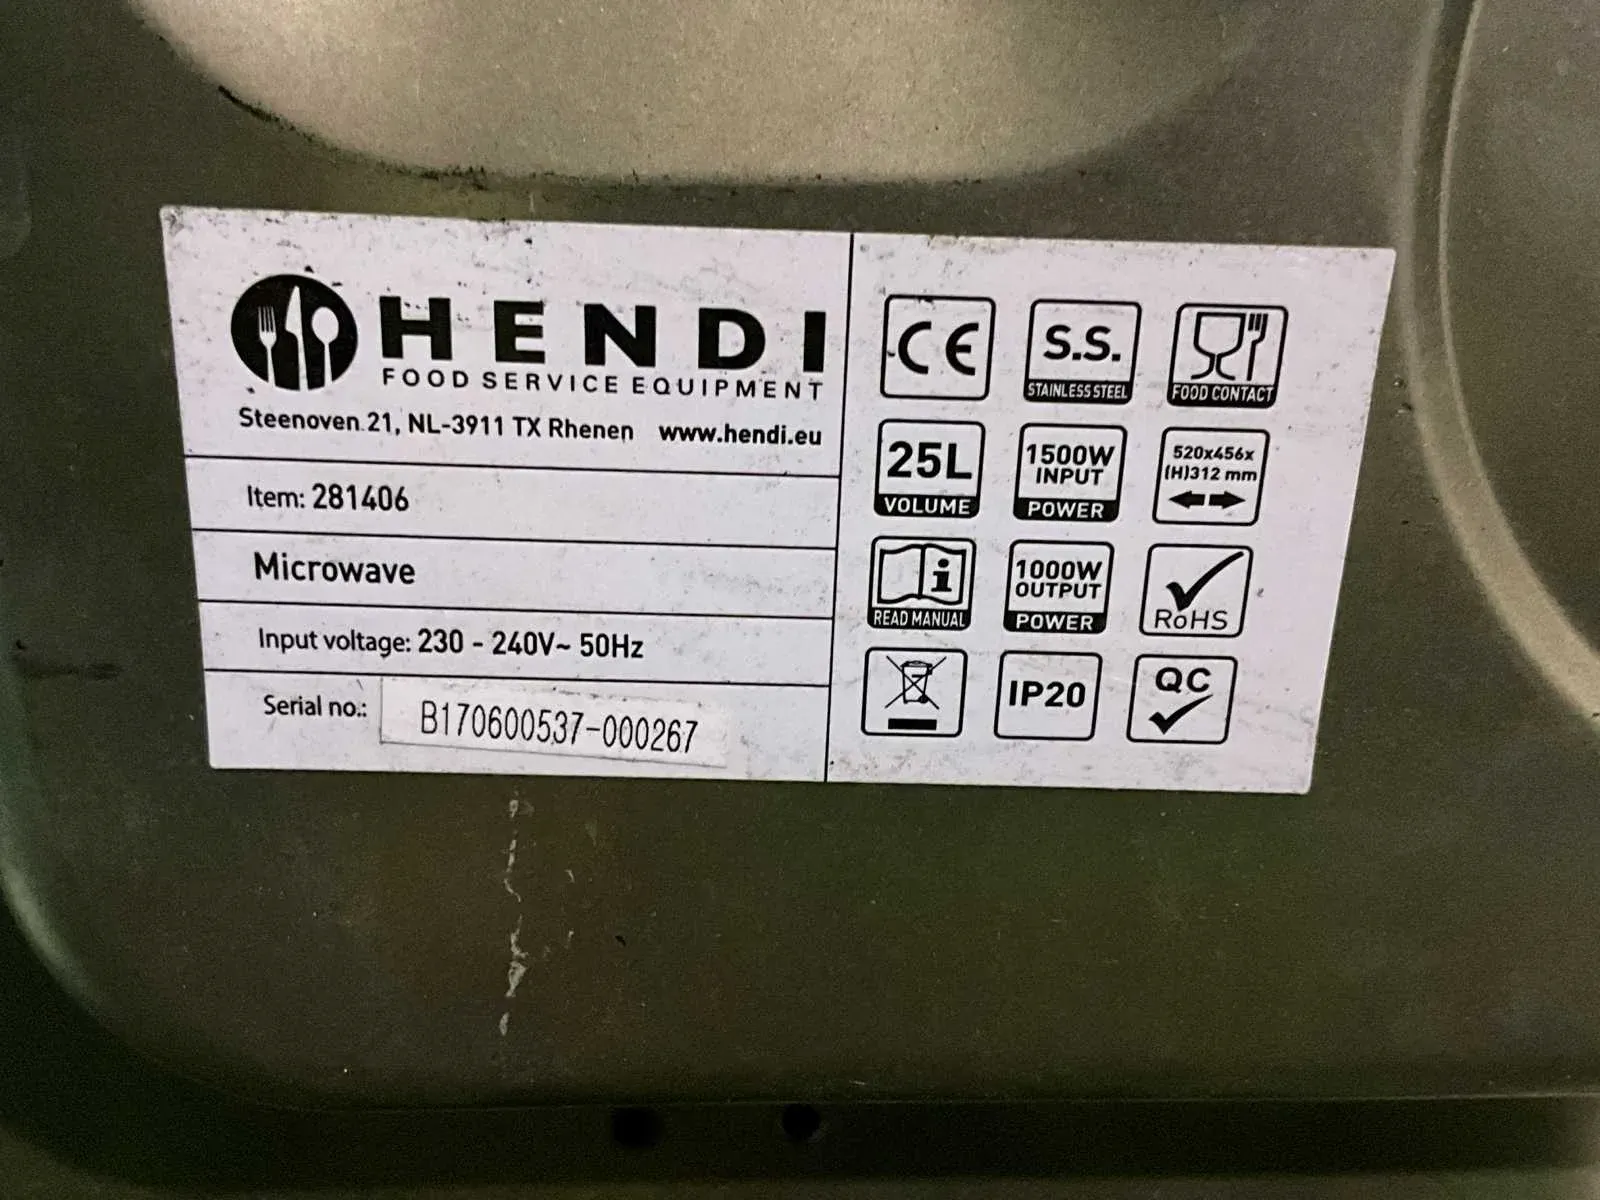 HENDI
FOOD SERVICE EQUIPMENT
Steenoven 21, NL-3911 TX Rhenen www.hendi.eu
Item: 281406
Microwave
Input voltage: 230 - 240V~ 50Hz
Serial no.: B170600537-000267
CE
S.S.
STAINLESS STEEL
FOOD CONTACT
25L
VOLUME
1500W
INPUT
POWER
520x456x
(H)312 mm
i
READ MANUAL
1000W
OUTPUT
POWER
RoHS
IP20
QC